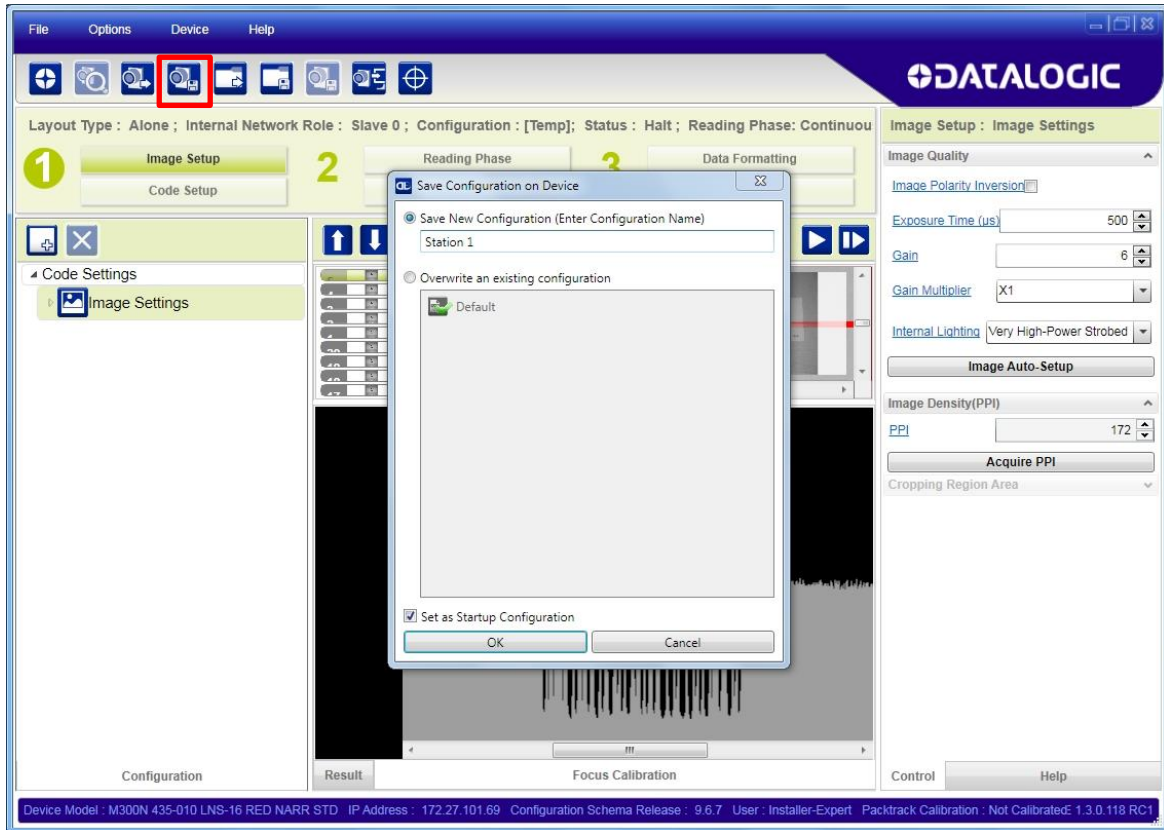 File Options Device Help
DATALOGIC
Layout Type : Alone ; Internal Network Role : Slave 0 ; Configuration : [Temp]; Status : Halt ; Reading Phase: Continuou
1
Image Setup
Code Setup
2
Reading Phase
3
Data Formatting
Code Settings
Image Settings
Save Configuration on Device
Save New Configuration (Enter Configuration Name)
Station 1
Overwrite an existing configuration
Default
Set as Startup Configuration
OK Cancel
Image Setup : Image Settings
Image Quality
Image Polarity Inversion
Exposure Time (µs) 500
Gain 6
Gain Multiplier X1
Internal Lighting Very High-Power Strobed
Image Auto-Setup
Image Density(PPI)
PPI 172
Acquire PPI
Cropping Region Area
Configuration
Result Focus Calibration
Control Help
Device Model : M300N 435-010 LNS-16 RED NARR STD IP Address : 172.27.101.69 Configuration Schema Release : 9.6.7 User : Installer-Expert Packtrack Calibration : Not Calibrated 1.3.0.118 RC1